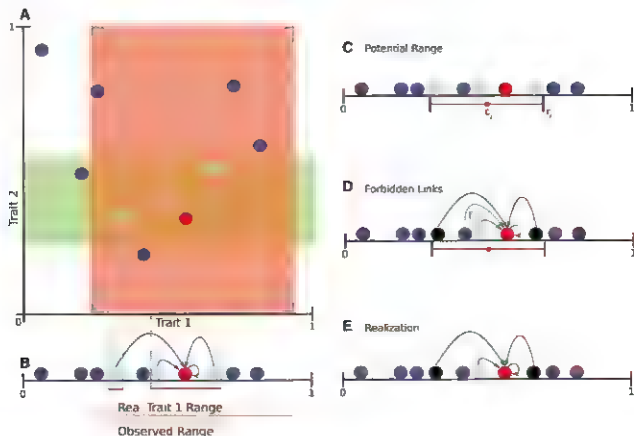 A
1
Trait 2
0
Trait 1
1
B
0
1
Rea Trait 1 Range
Observed Range
C Potential Range
0
1
D Forbidden Links
0
1
E Realization
0
1